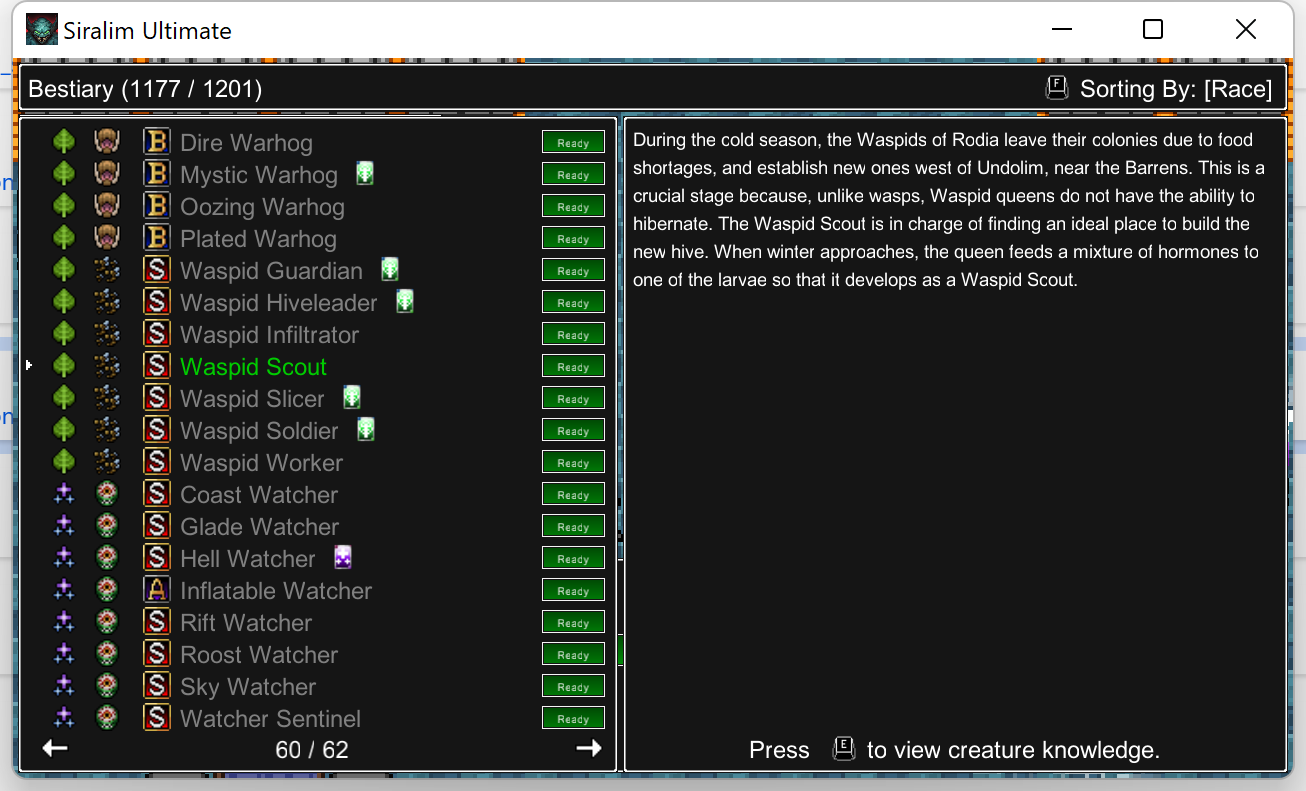 Siralim Ultimate
Bestiary (1177 / 1201)
F Sorting By: [Race]
B Dire Warhog Ready
B Mystic Warhog Ready
B Oozing Warhog Ready
B Plated Warhog Ready
S Waspid Guardian Ready
S Waspid Hiveleader Ready
S Waspid Infiltrator Ready
S Waspid Scout Ready
S Waspid Slicer Ready
S Waspid Soldier Ready
S Waspid Worker Ready
S Coast Watcher Ready
S Glade Watcher Ready
S Hell Watcher Ready
A Inflatable Watcher Ready
S Rift Watcher Ready
S Roost Watcher Ready
S Sky Watcher Ready
S Watcher Sentinel Ready
60 / 62
During the cold season, the Waspids of Rodia leave their colonies due to food
shortages, and establish new ones west of Undolim, near the Barrens. This is a
crucial stage because, unlike wasps, Waspid queens do not have the ability to
hibernate. The Waspid Scout is in charge of finding an ideal place to build the
new hive. When winter approaches, the queen feeds a mixture of hormones to
one of the larvae so that it develops as a Waspid Scout.
Press E to view creature knowledge.